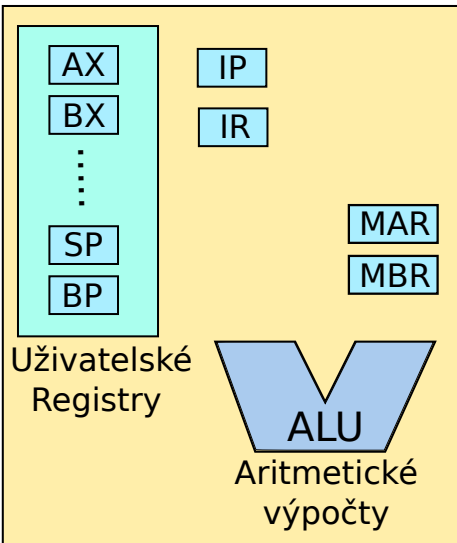 AX
BX
SP
BP
Uživatelské
Registry
IP
IR
MAR
MBR
ALU
Aritmetické
výpočty